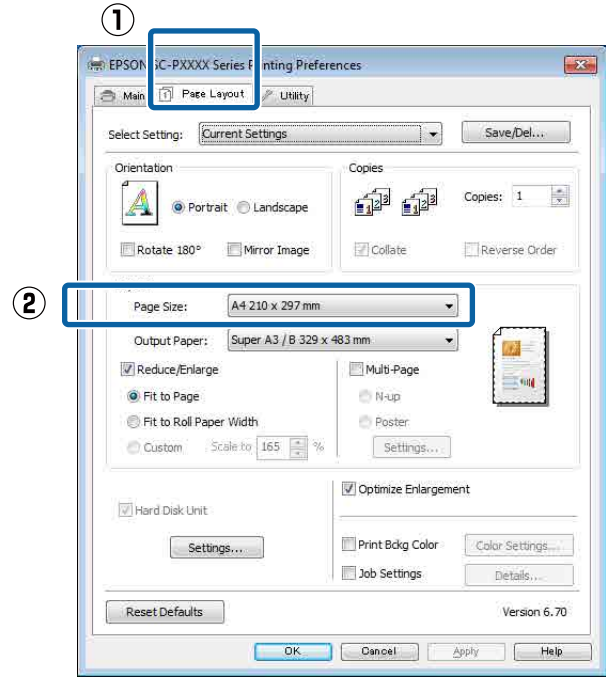 ①
EPSON SC-PXXXX Series Printing Preferences
Main Page Layout Utility
Select Setting: Current Settings Save/Del...
Orientation Copies
Portrait Landscape Copies: 1
Rotate 180° Mirror Image Collate Reverse Order
②
Page Size: A4 210 x 297 mm
Output Paper: Super A3 / B 329 x 483 mm
Reduce/Enlarge Multi-Page
Fit to Page N-up
Fit to Roll Paper Width Poster
Custom Scale to 165 % Settings...
Optimize Enlargement
Hard Disk Unit
Settings... Print Bckg Color Color Settings...
Job Settings Details...
Reset Defaults Version 6.70
OK Cancel Apply Help